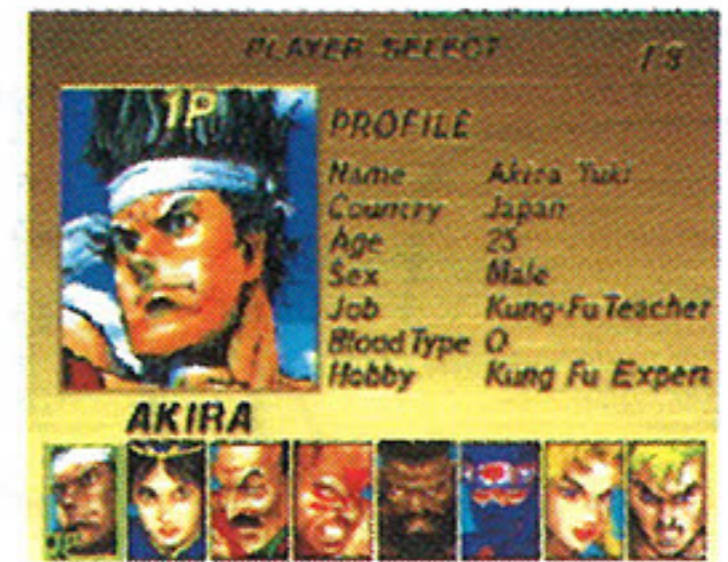 PLAYER SELECT
1P
PROFILE
Name Akira Yuki
Country Japan
Age 25
Sex Male
Job Kung-Fu Teacher
Blood Type O
Hobby Kung Fu Expert
AKIRA